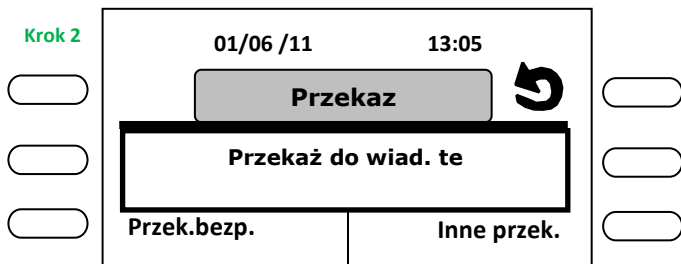 Krok 2
01/06 /11 13:05
Przekaz
Przekaż do wiad. te
Przek.bezp. Inne przek.